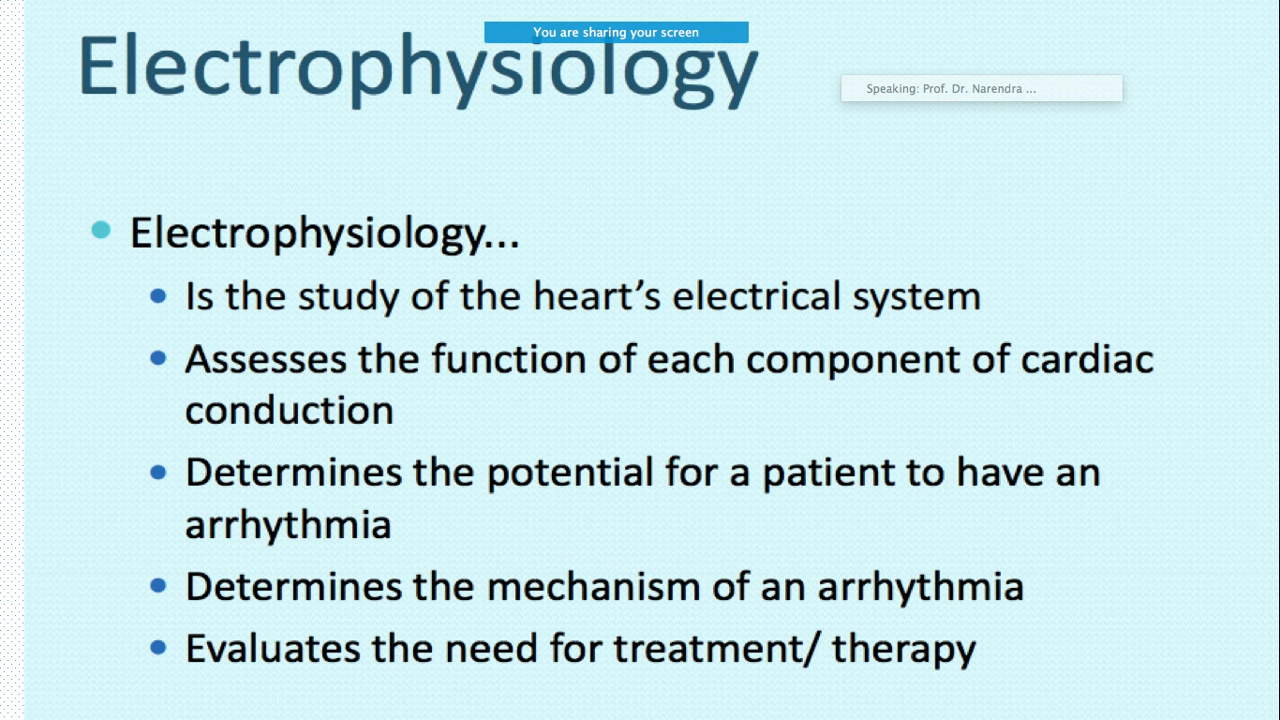 You are sharing your screen
Electrophysiology
Speaking: Prof. Dr. Narendra ...
Electrophysiology...
Is the study of the heart’s electrical system
Assesses the function of each component of cardiac
conduction
Determines the potential for a patient to have an
arrhythmia
Determines the mechanism of an arrhythmia
Evaluates the need for treatment/ therapy